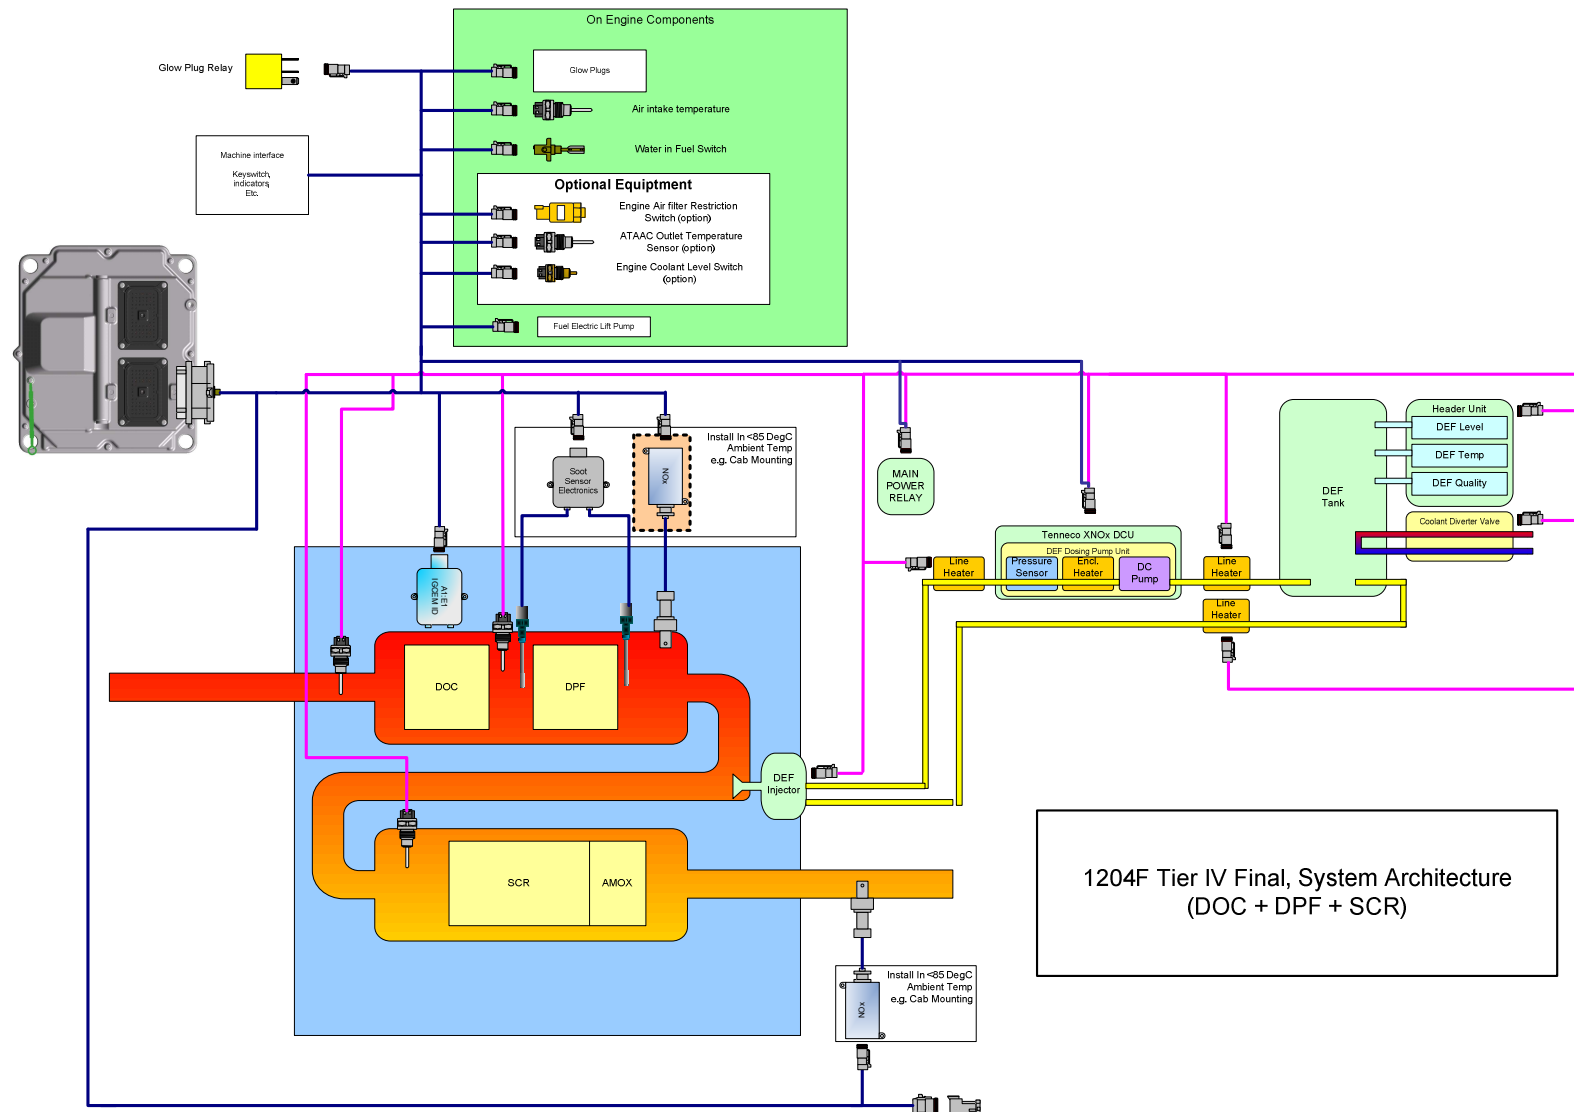 On Engine Components
Glow Plug Relay
Glow Plugs
Air intake temperature
Water in Fuel Switch
Machine interface
Keyswitch,
indicators,
Etc.
Optional Equiptment
Engine Air filter Restriction
Switch (option)
ATAAC Outlet Temperature
Sensor (option)
Engine Coolant Level Switch
(option)
Fuel Electric Lift Pump
Install In <85 DegC
Ambient Temp
e.g. Cab Mounting
Soot
Sensor
Electronics
NOx
MAIN
POWER
RELAY
DEF
Tank
Header Unit
DEF Level
DEF Temp
DEF Quality
Coolant Diverter Valve
Tenneco XNOx DCU
DEF Dosing Pump Unit
Line
Heater
Pressure
Sensor
Encl.
Heater
DC
Pump
Line
Heater
Line
Heater
A1:E1
IGCEM ID
DOC
DPF
DEF
Injector
SCR
AMOX
1204F Tier IV Final, System Architecture
(DOC + DPF + SCR)
Install In <85 DegC
Ambient Temp
e.g. Cab Mounting
NOx